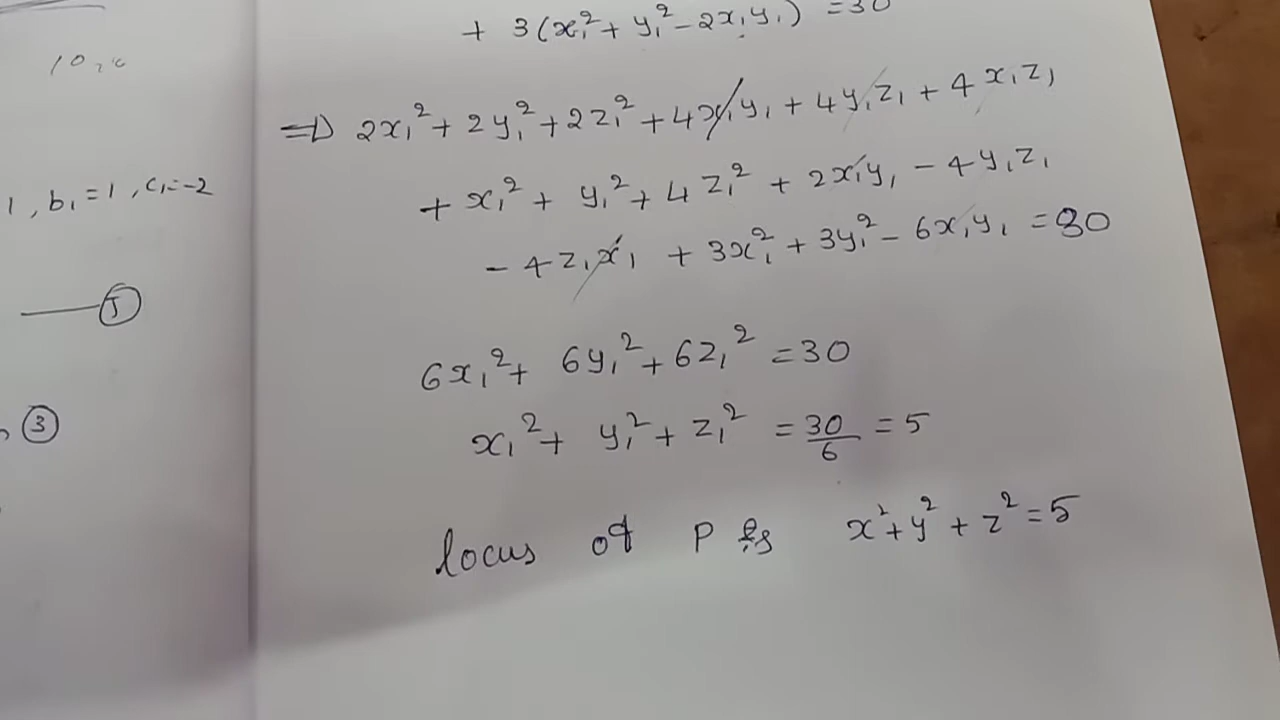 + 3(x₁² + y₁² - 2x₁y₁) = 30
1, b₁ = 1, c₁ = -2
⇒ 2x₁² + 2y₁² + 2z₁² + 4x₁y₁ + 4y₁z₁ + 4x₁z₁
+ x₁² + y₁² + 4z₁² + 2x₁y₁ - 4y₁z₁
- 4z₁x₁ + 3x₁² + 3y₁² - 6x₁y₁ = 30
6x₁² + 6y₁² + 6z₁² = 30
③
x₁² + y₁² + z₁² = 30/6 = 5
locus of P is x² + y² + z² = 5